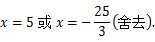 x = 5 或 x = −25/3 (舍去).